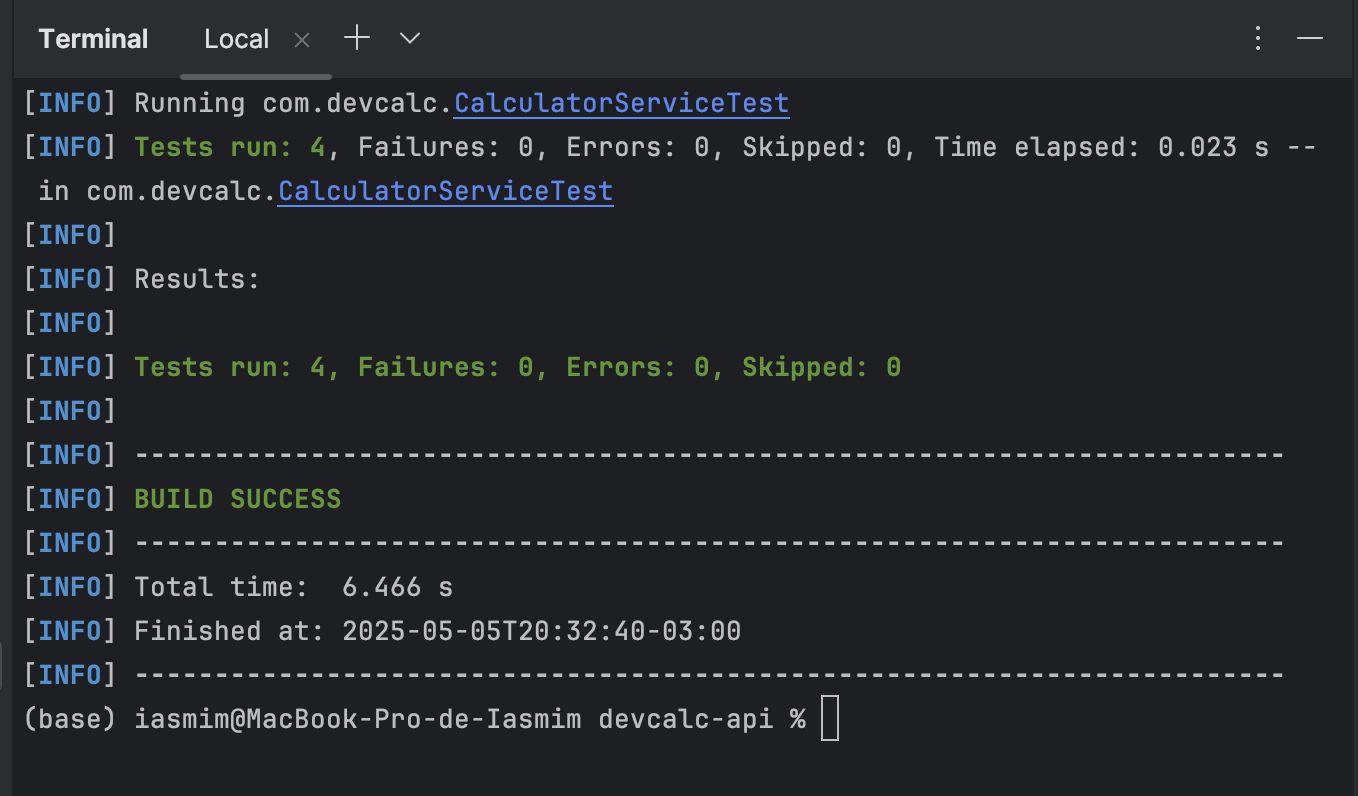 Terminal Local
[INFO] Running com.devcalc.CalculatorServiceTest
[INFO] Tests run: 4, Failures: 0, Errors: 0, Skipped: 0, Time elapsed: 0.023 s --
in com.devcalc.CalculatorServiceTest
[INFO]
[INFO] Results:
[INFO]
[INFO] Tests run: 4, Failures: 0, Errors: 0, Skipped: 0
[INFO]
[INFO] ------------------------------------------------------------------------
[INFO] BUILD SUCCESS
[INFO] ------------------------------------------------------------------------
[INFO] Total time:  6.466 s
[INFO] Finished at: 2025-05-05T20:32:40-03:00
[INFO] ------------------------------------------------------------------------
(base) iasmim@MacBook-Pro-de-Iasmim devcalc-api %